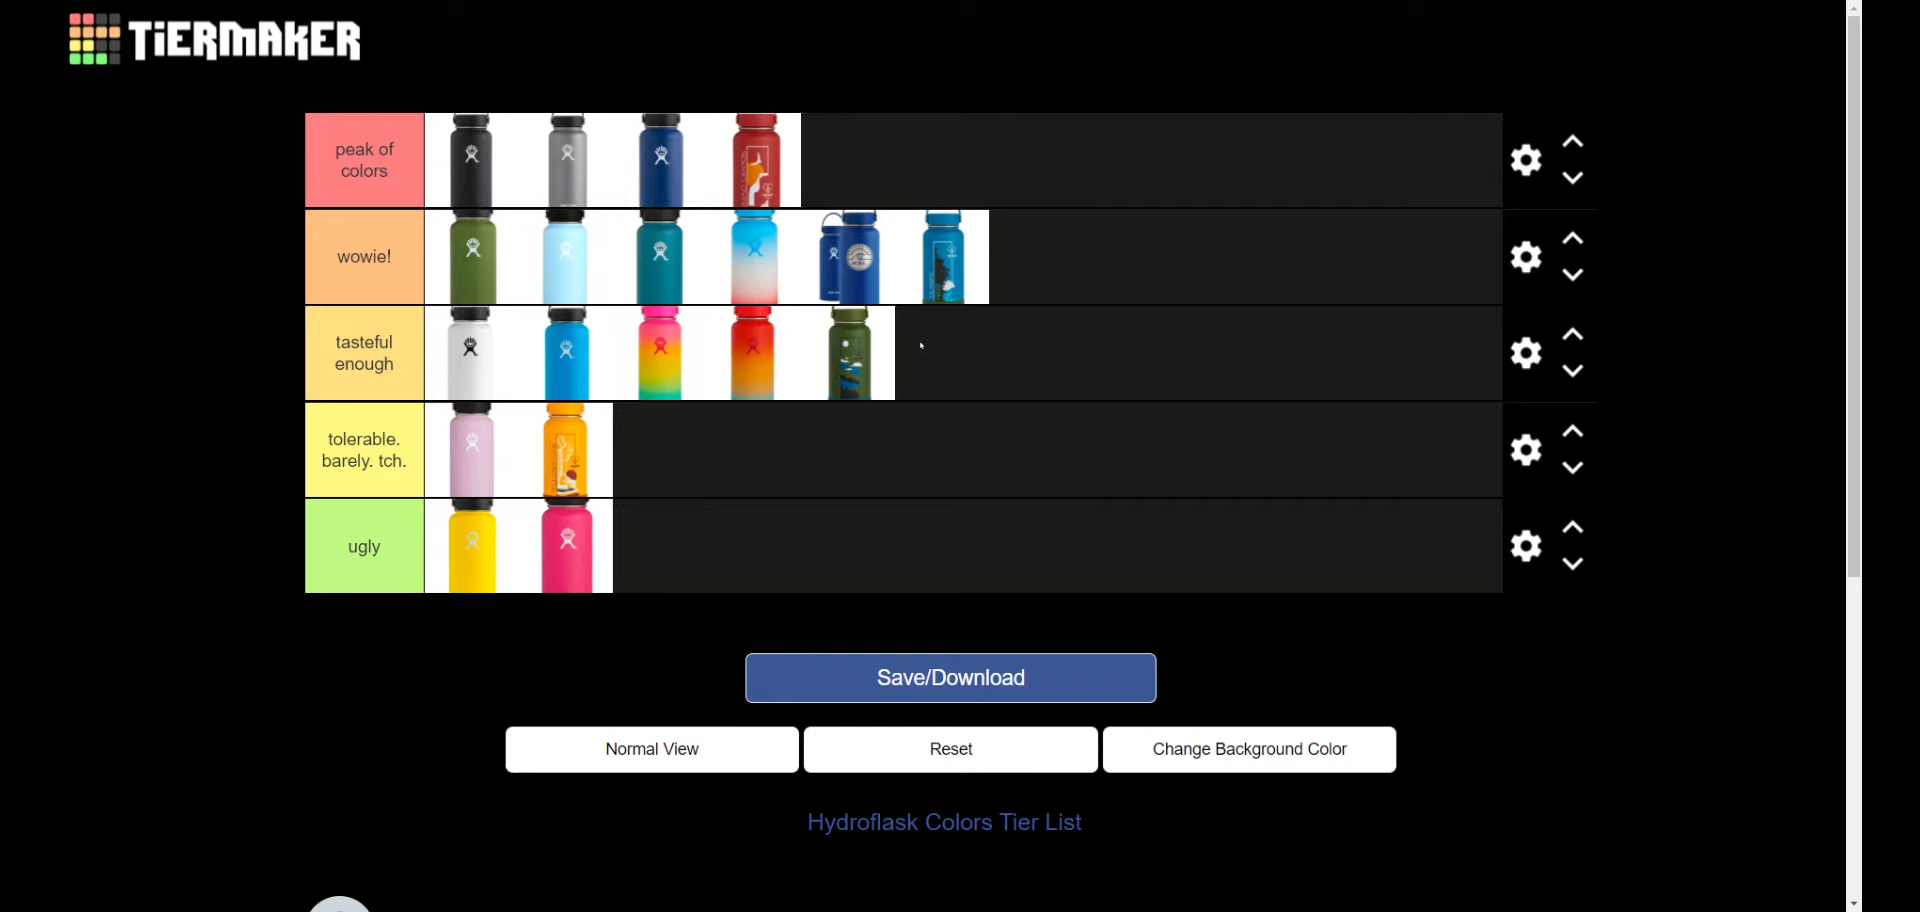 TiERMAKER
peak of
colors
wowie!
tasteful
enough
tolerable.
barely. tch.
ugly
Save/Download
Normal View
Reset
Change Background Color
Hydroflask Colors Tier List